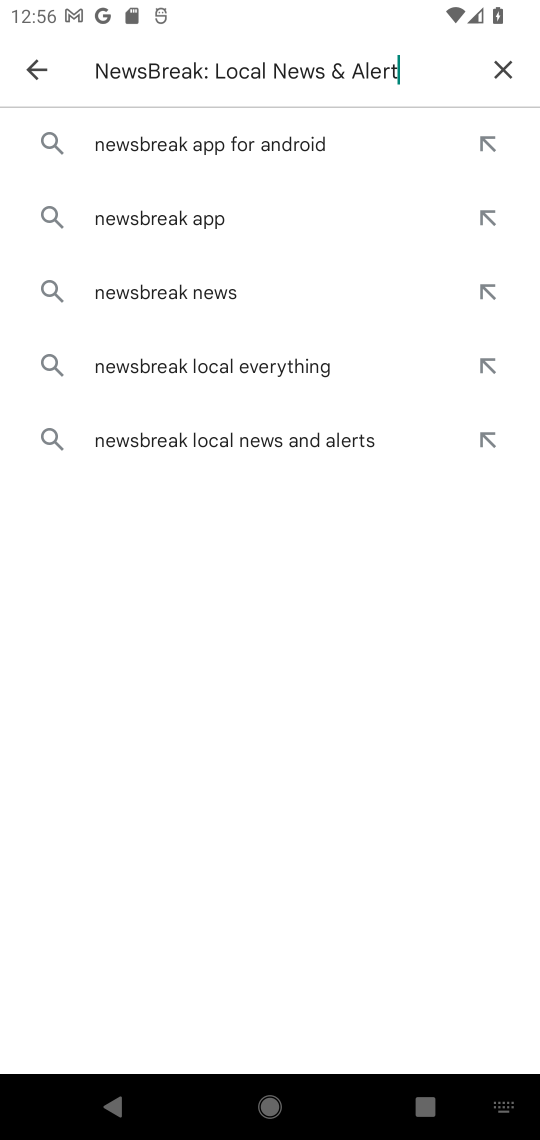 12:56
NewsBreak: Local News & Alert
newsbreak app for android
newsbreak app
newsbreak news
newsbreak local everything
newsbreak local news and alerts